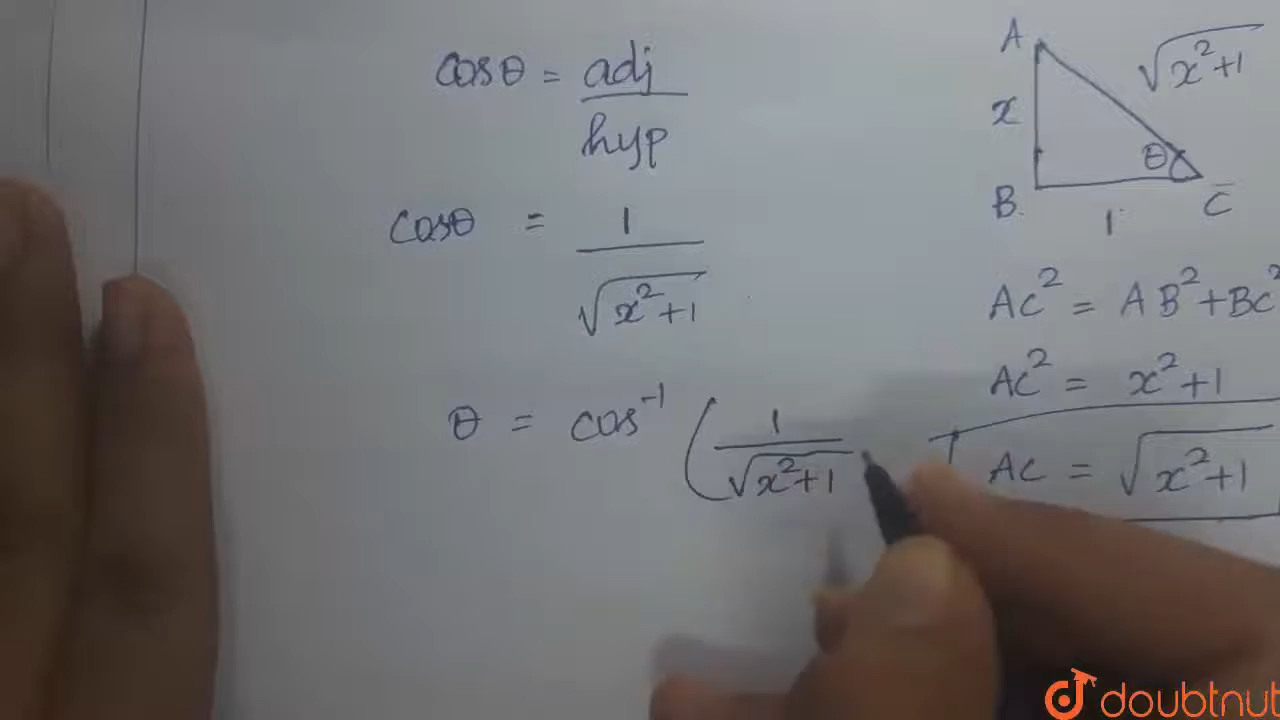 cosθ = adj
hyp
cosθ = 1
√x²+1
θ = cos⁻¹ ( 1
√x²+1
A
√x²+1
x
θ
B
C
1
AC² = AB²+BC²
AC² = x²+1
AC = √x²+1
doubtnut